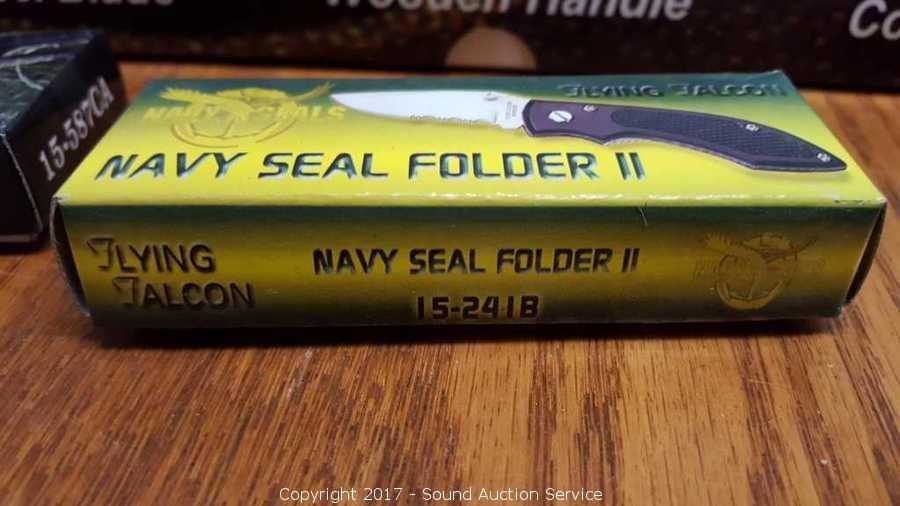 Wooden Handle
Co
15-587CA
NAVY SEALS
FLYING FALCON
NAVY SEAL FOLDER II
FLYING
FALCON
NAVY SEAL FOLDER II
15-241B
Copyright 2017 - Sound Auction Service